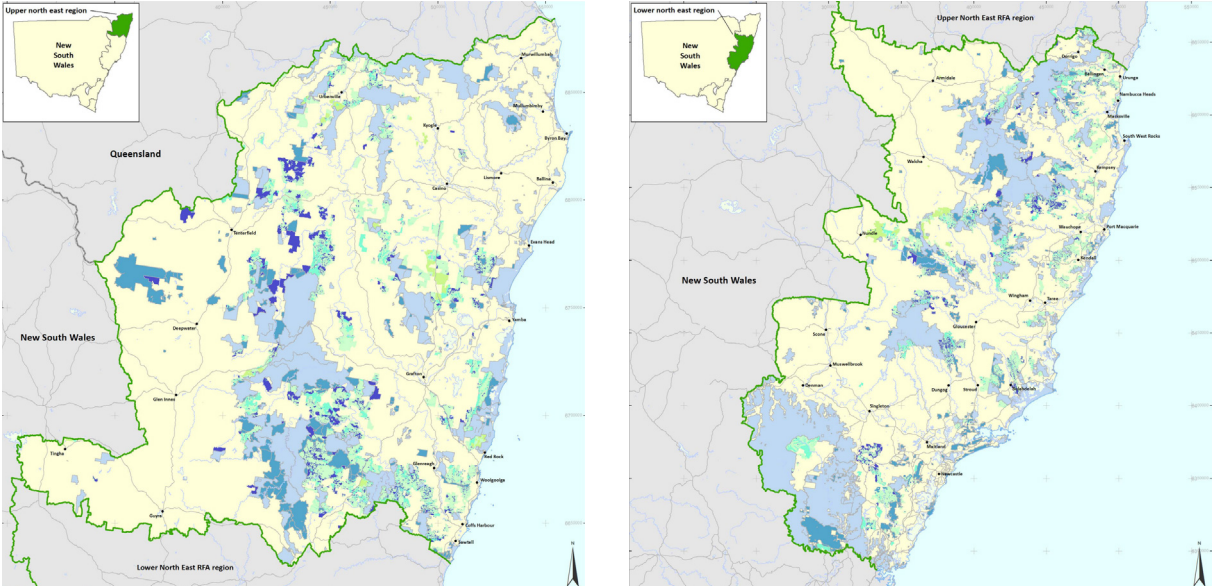 Upper north east region
New
South
Wales
Murwillumbah
Urbenville
Mullumbimby
Kyogle
Byron Bay
Queensland
Lismore
Casino
Ballina
Tenterfield
Evans Head
New South Wales
Deepwater
Yamba
Grafton
Glen Innes
Tingha
Red Rock
Glenreagh
Woolgoolga
Guyra
Coffs Harbour
Sawtell
Lower North East RFA region
N
Lower north east region
New
South
Wales
Upper North East RFA region
Dorrigo
Bellingen
Urunga
Armidale
Nambucca Heads
Macksville
South West Rocks
Walcha
Kempsey
Nundle
Wauchope
Port Macquarie
Kendall
New South Wales
Wingham
Taree
Gloucester
Scone
Muswellbrook
Denman
Dungog
Stroud
Bulahdelah
Singleton
Maitland
Newcastle
N